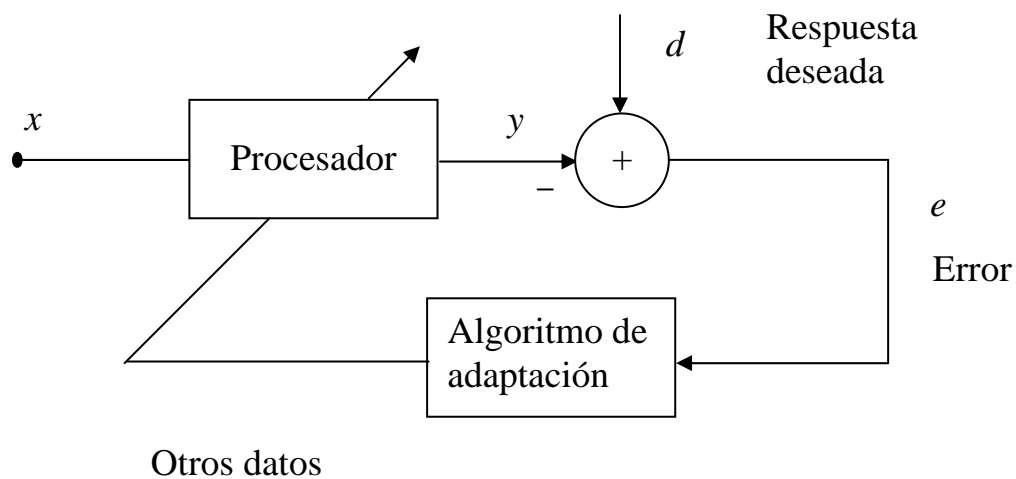 x
Procesador
y
−
+
d
Respuesta
deseada
e
Error
Algoritmo de
adaptación
Otros datos